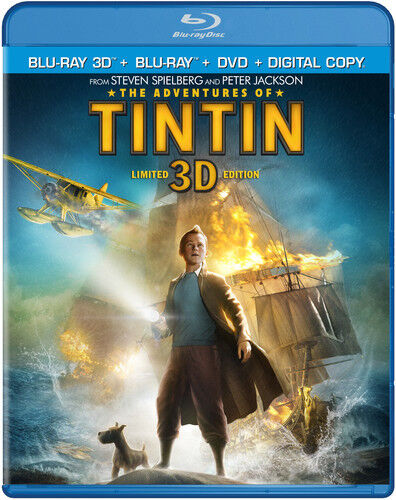 Blu-ray Disc
BLU-RAY 3D™ + BLU-RAY™ + DVD + DIGITAL COPY
FROM STEVEN SPIELBERG AND PETER JACKSON
★ THE ADVENTURES OF ★
TINTIN
LIMITED 3D EDITION